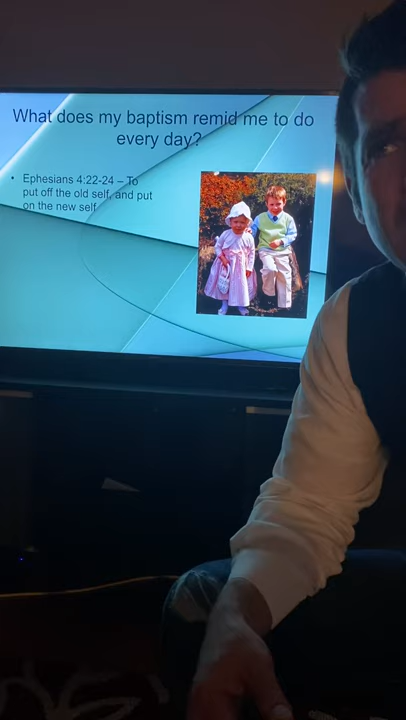 What does my baptism remid me to do
every day?
• Ephesians 4:22-24 – To
put off the old self, and put
on the new self